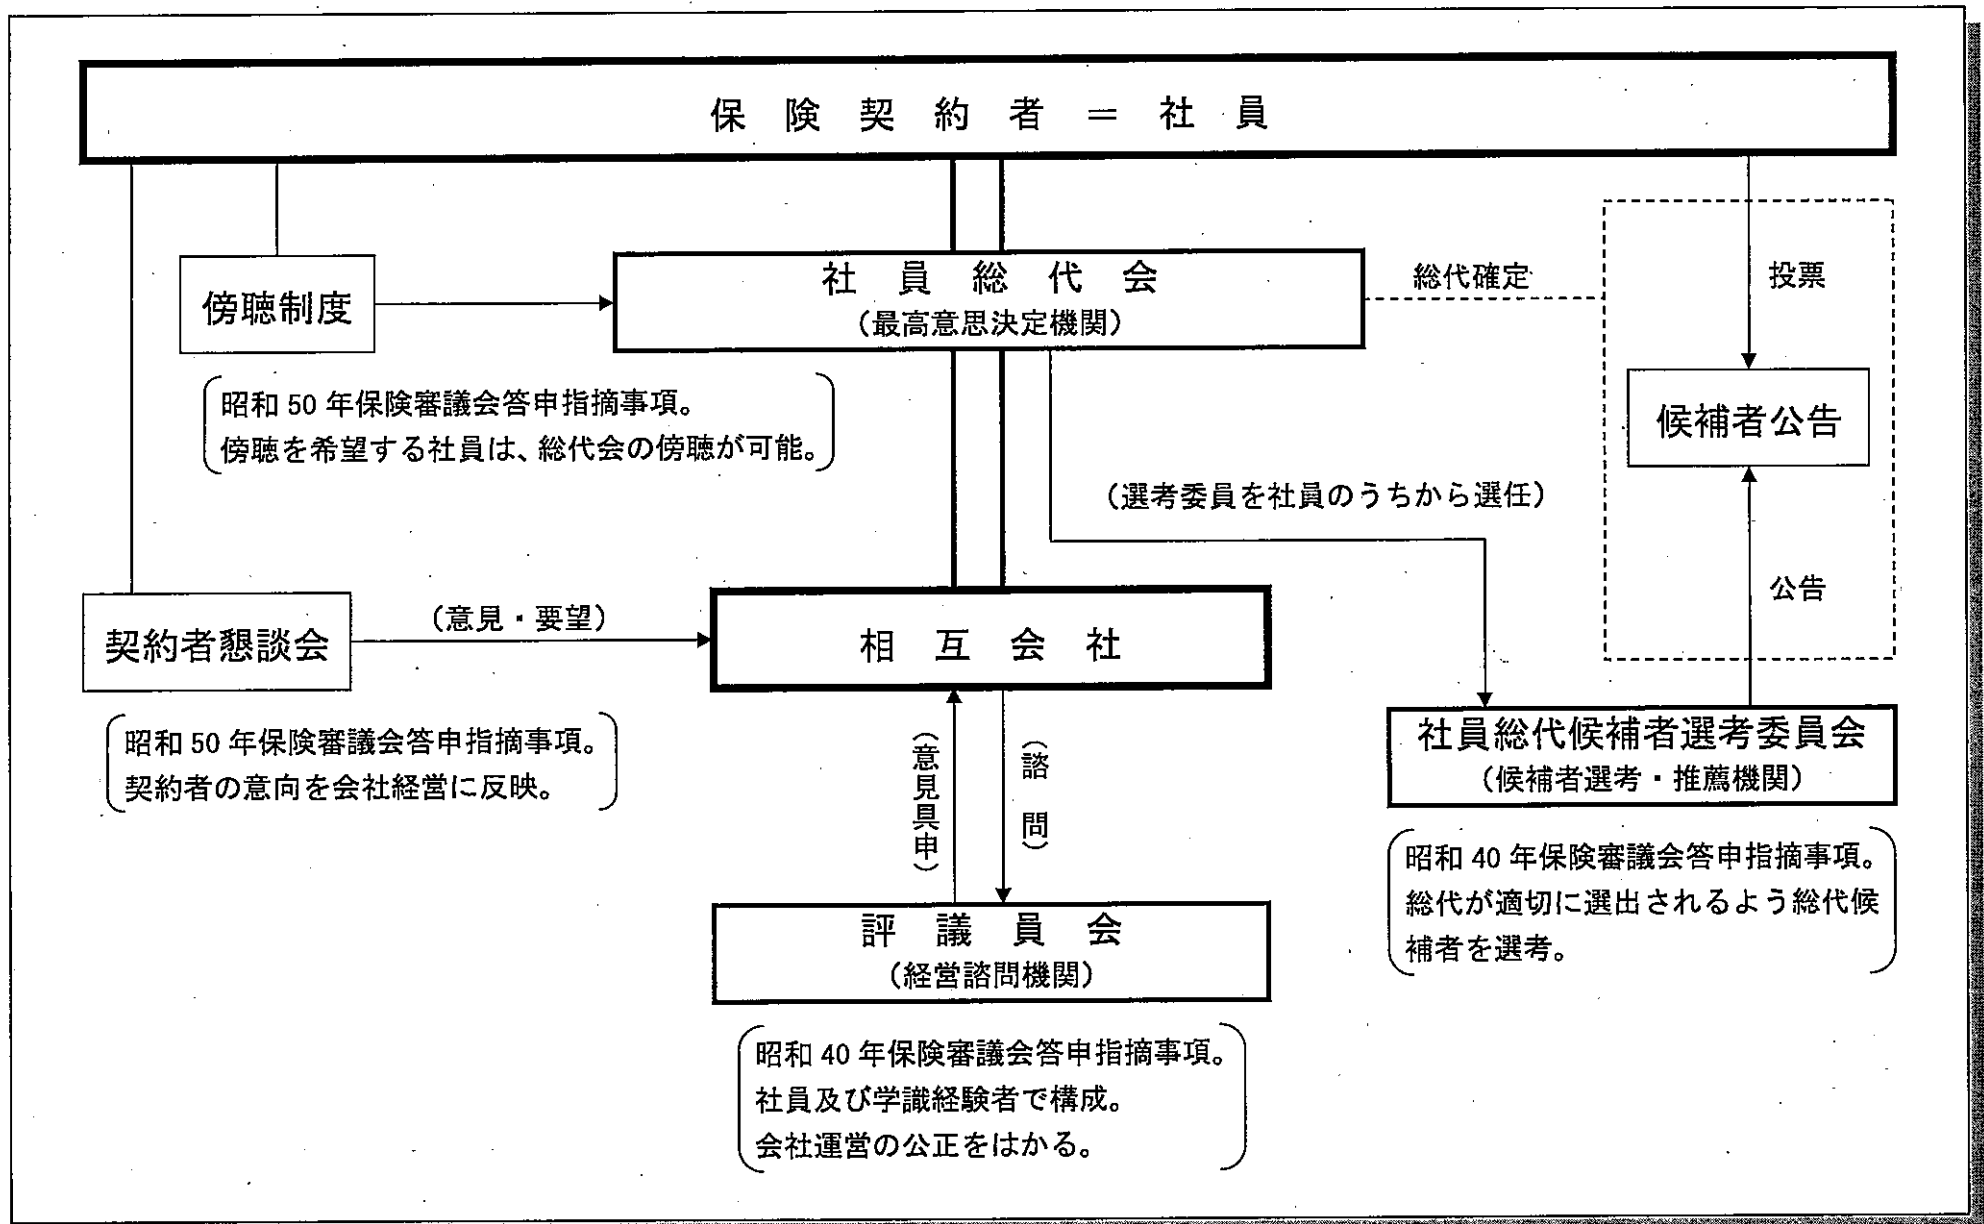 保険契約者＝社員
社員総代会
（最高意思決定機関）
総代確定
投票
傍聴制度
昭和 50 年保険審議会答申指摘事項。
傍聴を希望する社員は、総代会の傍聴が可能。
候補者公告
（選考委員を社員のうちから選任）
公告
契約者懇談会
（意見・要望）
相互会社
昭和 50 年保険審議会答申指摘事項。
契約者の意向を会社経営に反映。
（意見具申）
（諮問）
社員総代候補者選考委員会
（候補者選考・推薦機関）
昭和 40 年保険審議会答申指摘事項。
総代が適切に選出されるよう総代候
補者を選考。
評議員会
（経営諮問機関）
昭和 40 年保険審議会答申指摘事項。
社員及び学識経験者で構成。
会社運営の公正をはかる。